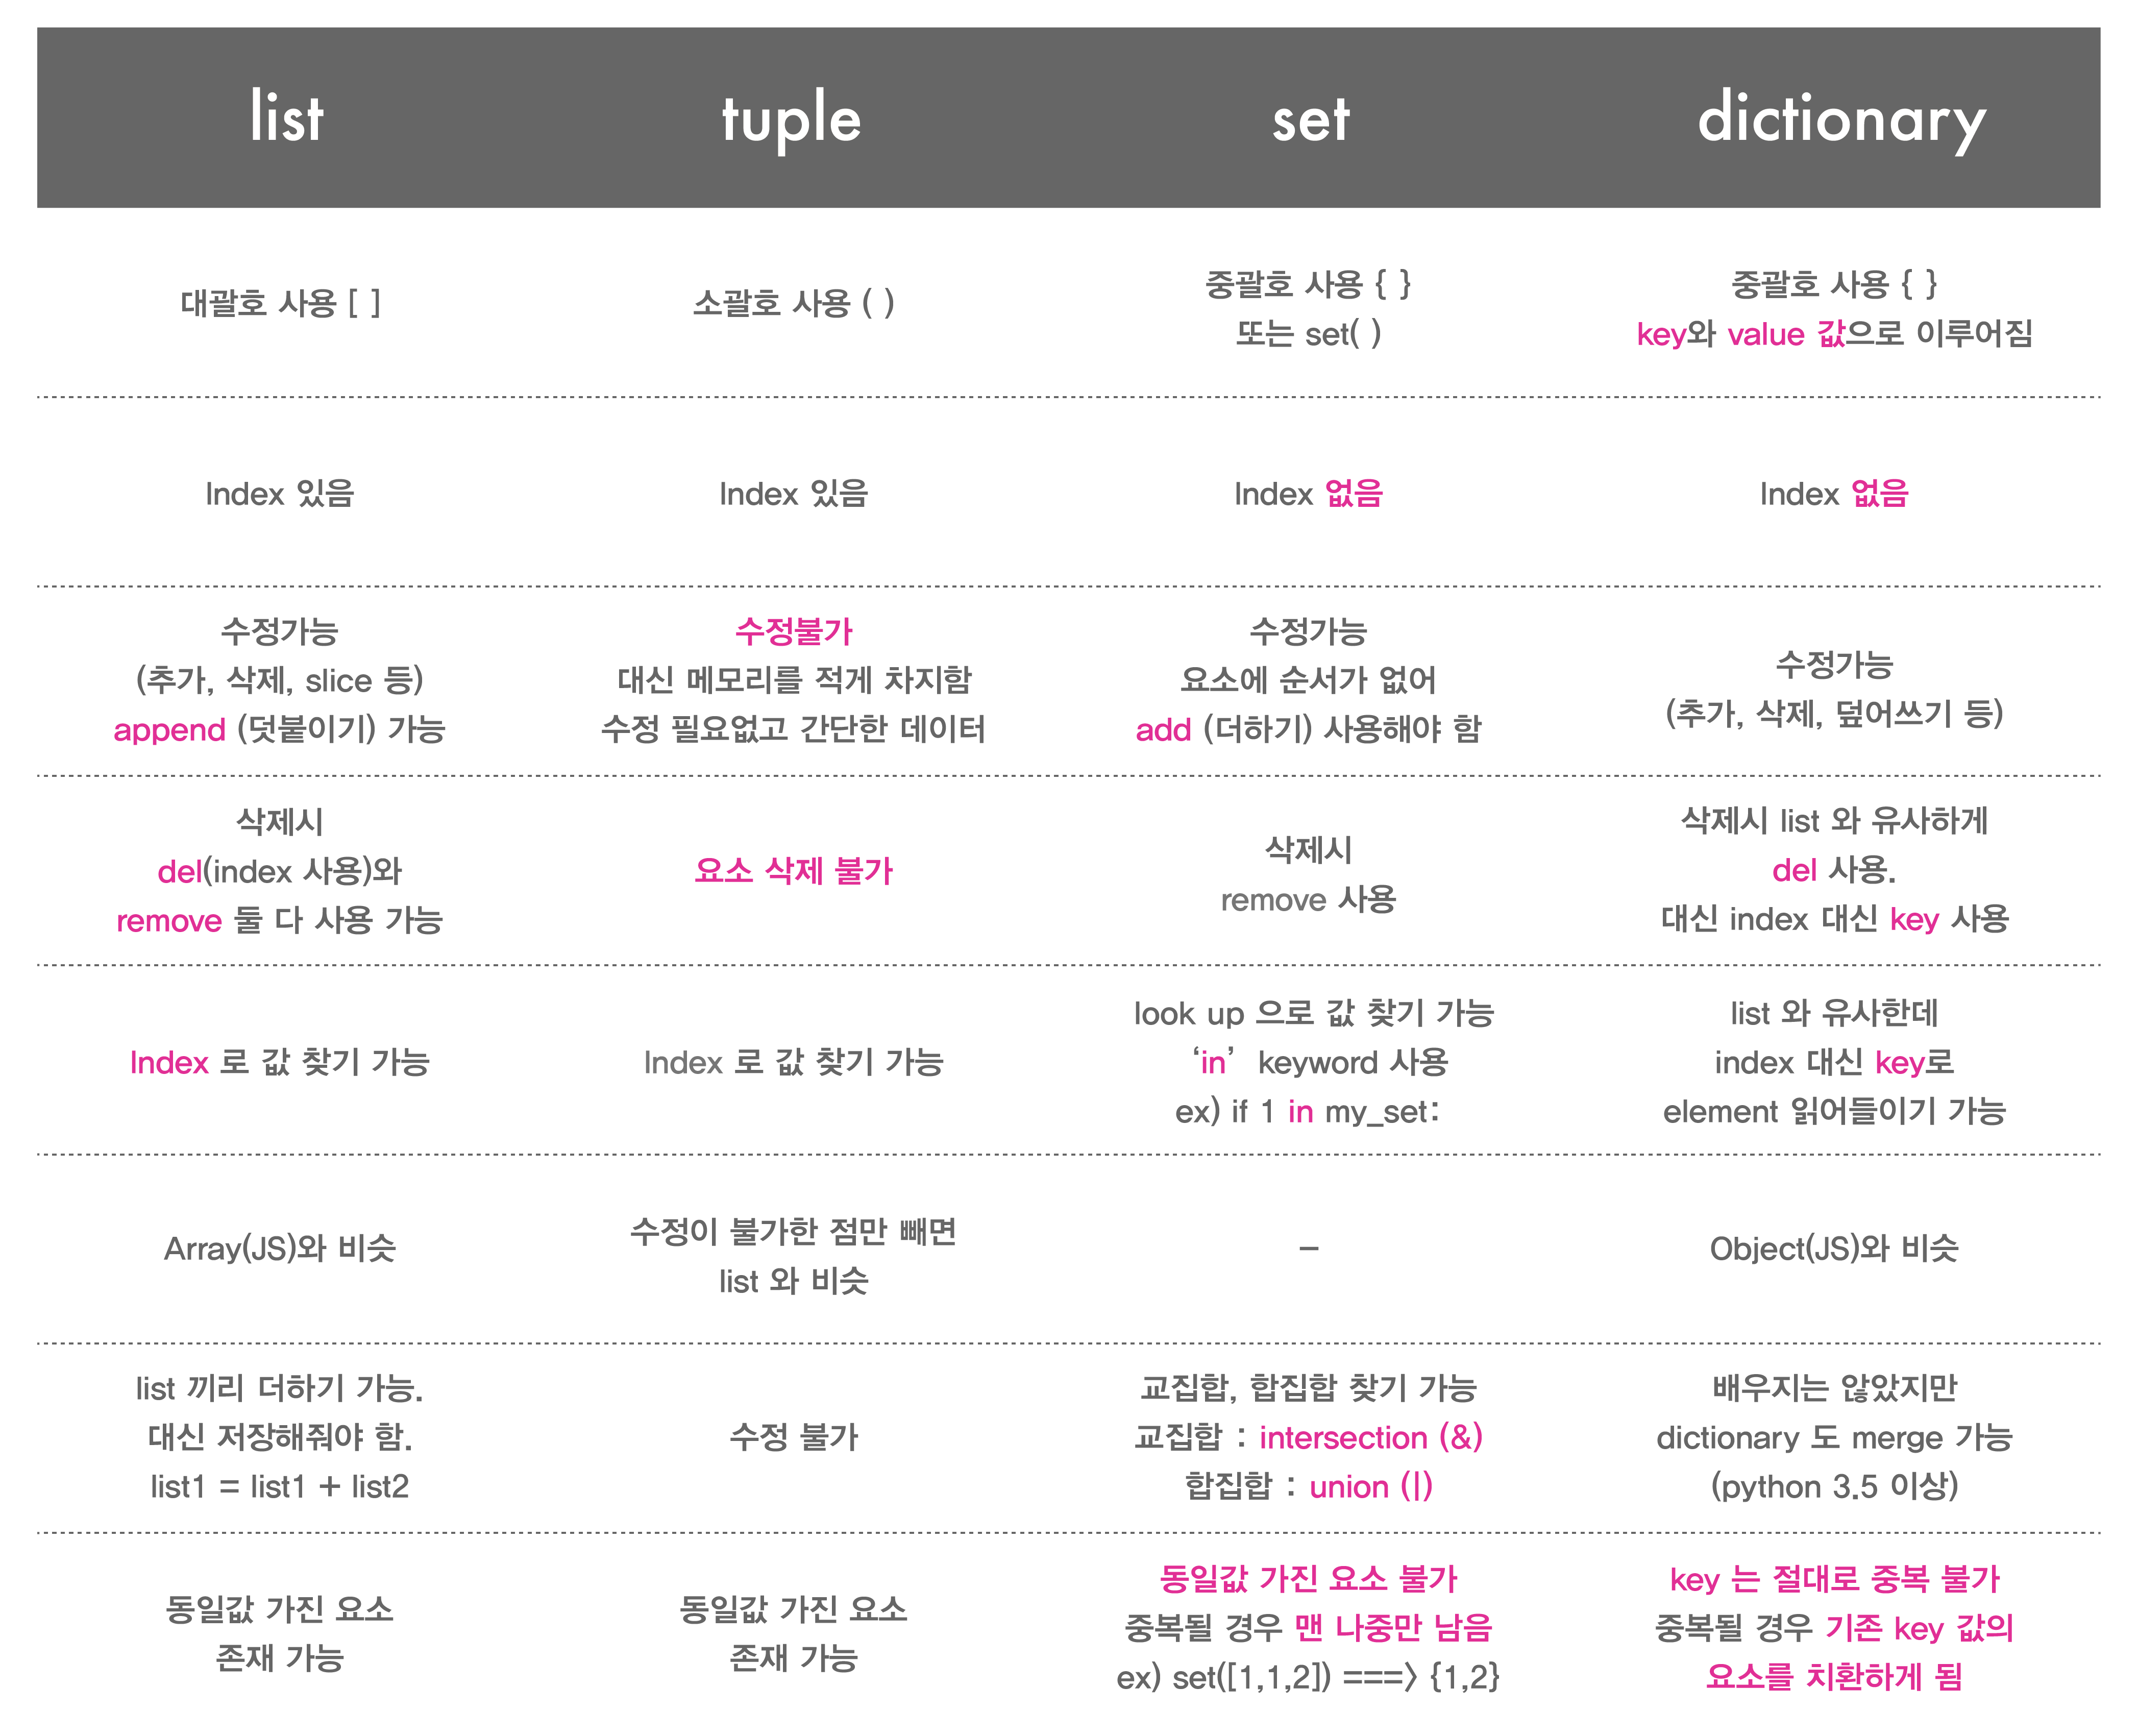 list
tuple
set
dictionary
대괄호 사용 [ ]
소괄호 사용 ( )
중괄호 사용 { }
또는 set( )
중괄호 사용 { }
key와 value 값으로 이루어짐
Index 있음
Index 있음
Index 없음
Index 없음
수정가능
(추가, 삭제, slice 등)
append (덧붙이기) 가능
수정불가
대신 메모리를 적게 차지함
수정 필요없고 간단한 데이터
수정가능
요소에 순서가 없어
add (더하기) 사용해야 함
수정가능
(추가, 삭제, 덮어쓰기 등)
삭제시
del(index 사용)와
remove 둘 다 사용 가능
요소 삭제 불가
삭제시
remove 사용
삭제시 list 와 유사하게
del 사용.
대신 index 대신 key 사용
Index 로 값 찾기 가능
Index 로 값 찾기 가능
look up 으로 값 찾기 가능
‘in’ keyword 사용
ex) if 1 in my_set:
list 와 유사한데
index 대신 key로
element 읽어들이기 가능
Array(JS)와 비슷
수정이 불가한 점만 빼면
list 와 비슷
–
Object(JS)와 비슷
list 끼리 더하기 가능.
대신 저장해줘야 함.
list1 = list1 + list2
수정 불가
교집합, 합집합 찾기 가능
교집합 : intersection (&)
합집합 : union (|)
배우지는 않았지만
dictionary 도 merge 가능
(python 3.5 이상)
동일값 가진 요소
존재 가능
동일값 가진 요소
존재 가능
동일값 가진 요소 불가
중복될 경우 맨 나중만 남음
ex) set([1,1,2]) ===> {1,2}
key 는 절대로 중복 불가
중복될 경우 기존 key 값의
요소를 치환하게 됨